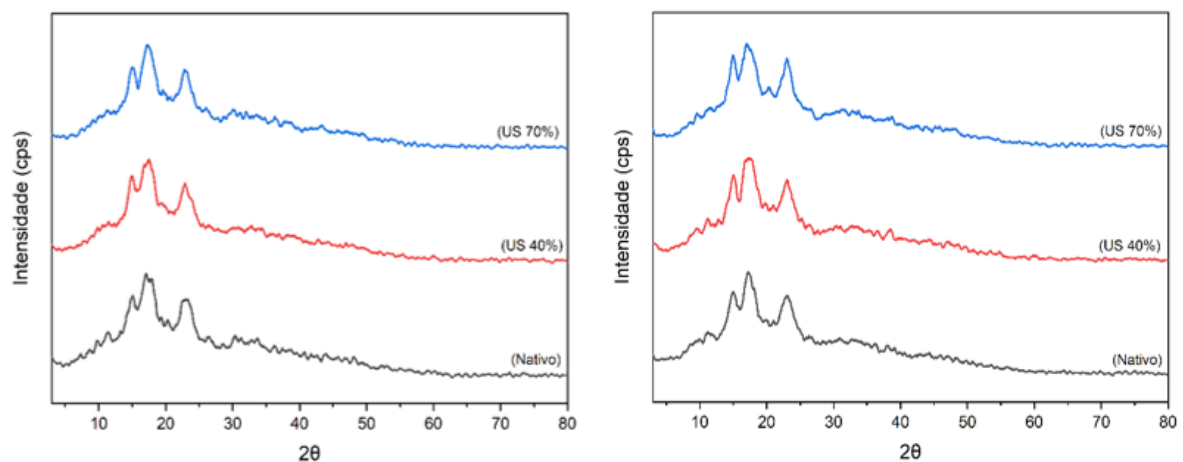 Intensidade (cps)
(US 70%)
(US 40%)
(Nativo)
10 20 30 40 50 60 70 80
2θ
Intensidade (cps)
(US 70%)
(US 40%)
(Nativo)
10 20 30 40 50 60 70 80
2θ